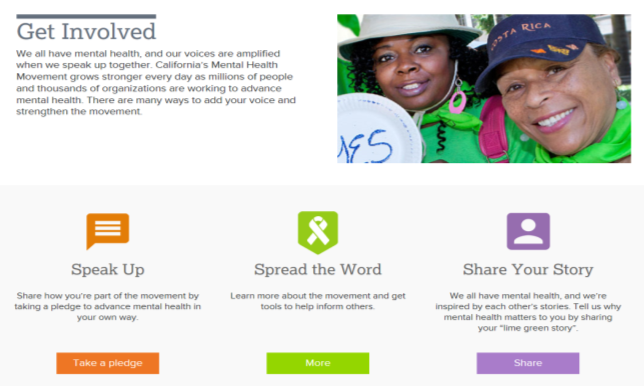 Get Involved
We all have mental health, and our voices are amplified
when we speak up together. California's Mental Health
Movement grows stronger every day as millions of people
and thousands of organizations are working to advance
mental health. There are many ways to add your voice and
strengthen the movement.
COSTA RICA
YES
Speak Up
Share how you're part of the movement by
taking a pledge to advance mental health in
your own way.
Take a pledge
Spread the Word
Learn more about the movement and get
tools to help inform others.
More
Share Your Story
We all have mental health, and we're
inspired by each other's stories. Tell us why
mental health matters to you by sharing
your "lime green story".
Share